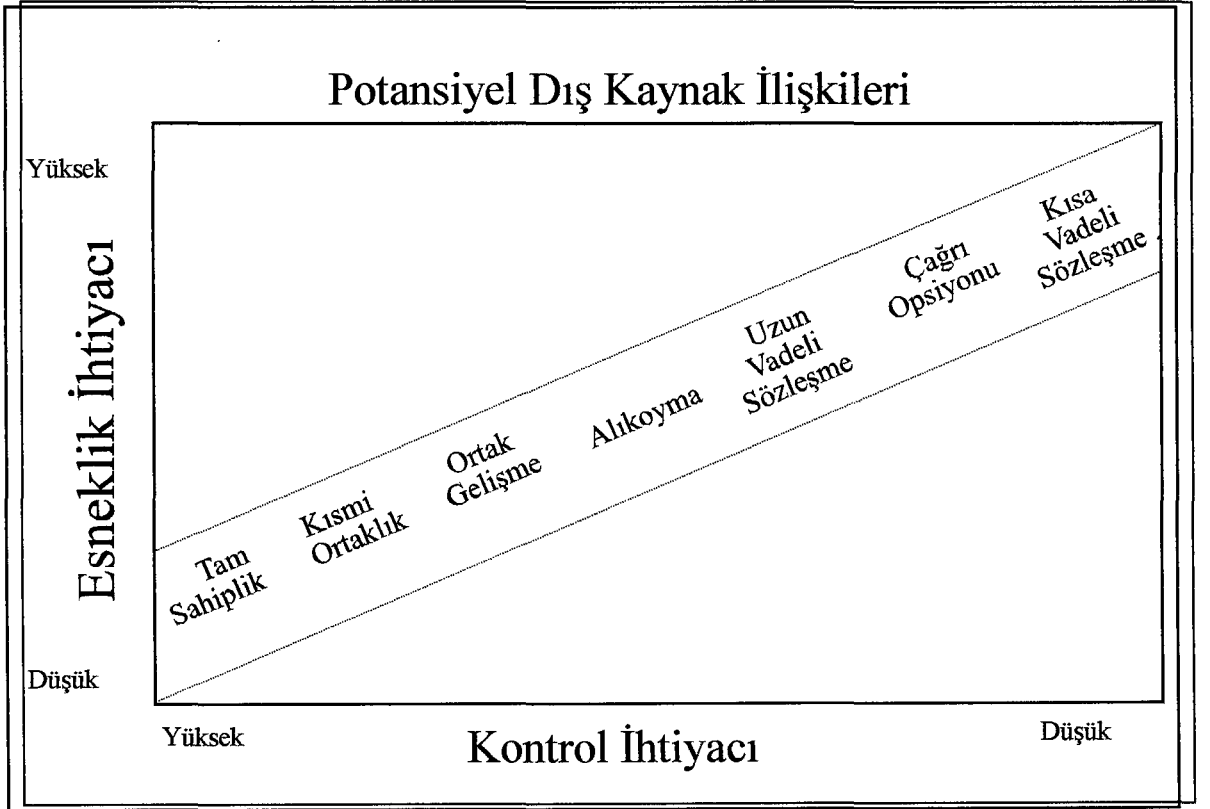 Potansiyel Dış Kaynak İlişkileri
Yüksek
Esneklik İhtiyacı
Düşük
Tam
Sahiplik
Kısmi
Ortaklık
Ortak
Gelişme
Alıkoyma
Uzun
Vadeli
Sözleşme
Çağrı
Opsiyonu
Kısa
Vadeli
Sözleşme
Yüksek
Kontrol İhtiyacı
Düşük